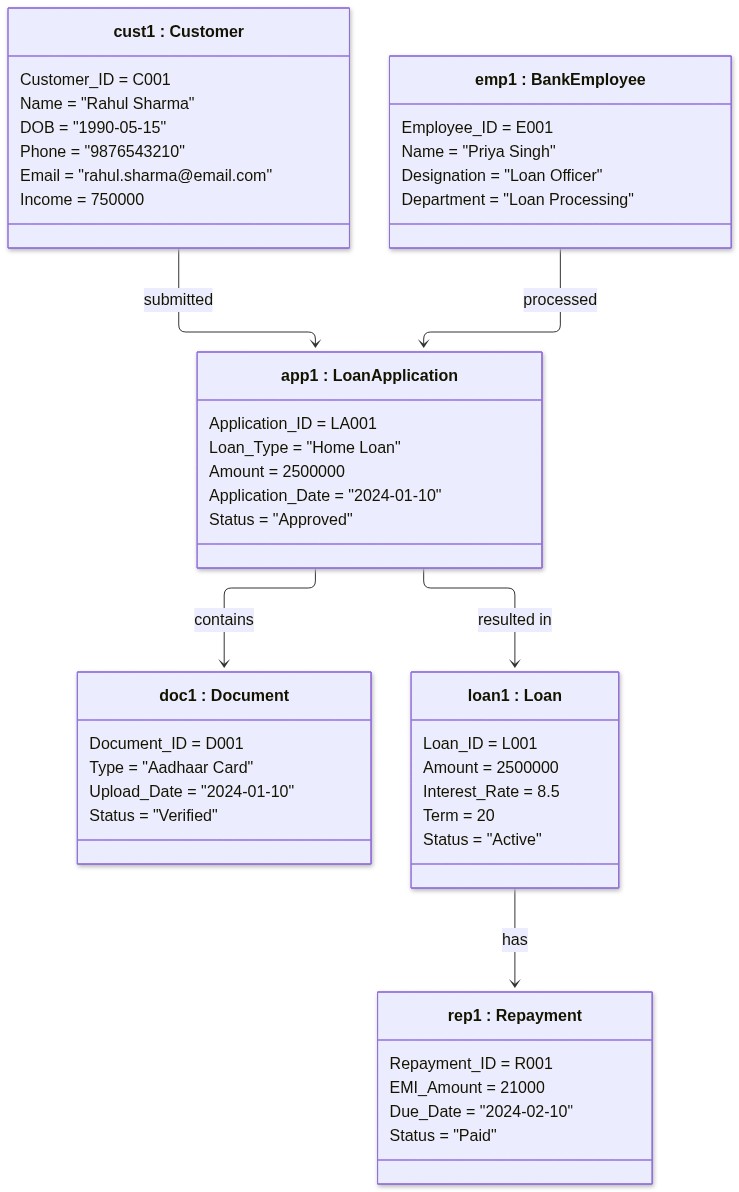 cust1 : Customer
Customer_ID = C001
Name = "Rahul Sharma"
DOB = "1990-05-15"
Phone = "9876543210"
Email = "rahul.sharma@email.com"
Income = 750000
emp1 : BankEmployee
Employee_ID = E001
Name = "Priya Singh"
Designation = "Loan Officer"
Department = "Loan Processing"
submitted
processed
app1 : LoanApplication
Application_ID = LA001
Loan_Type = "Home Loan"
Amount = 2500000
Application_Date = "2024-01-10"
Status = "Approved"
contains
resulted in
doc1 : Document
Document_ID = D001
Type = "Aadhaar Card"
Upload_Date = "2024-01-10"
Status = "Verified"
loan1 : Loan
Loan_ID = L001
Amount = 2500000
Interest_Rate = 8.5
Term = 20
Status = "Active"
has
rep1 : Repayment
Repayment_ID = R001
EMI_Amount = 21000
Due_Date = "2024-02-10"
Status = "Paid"